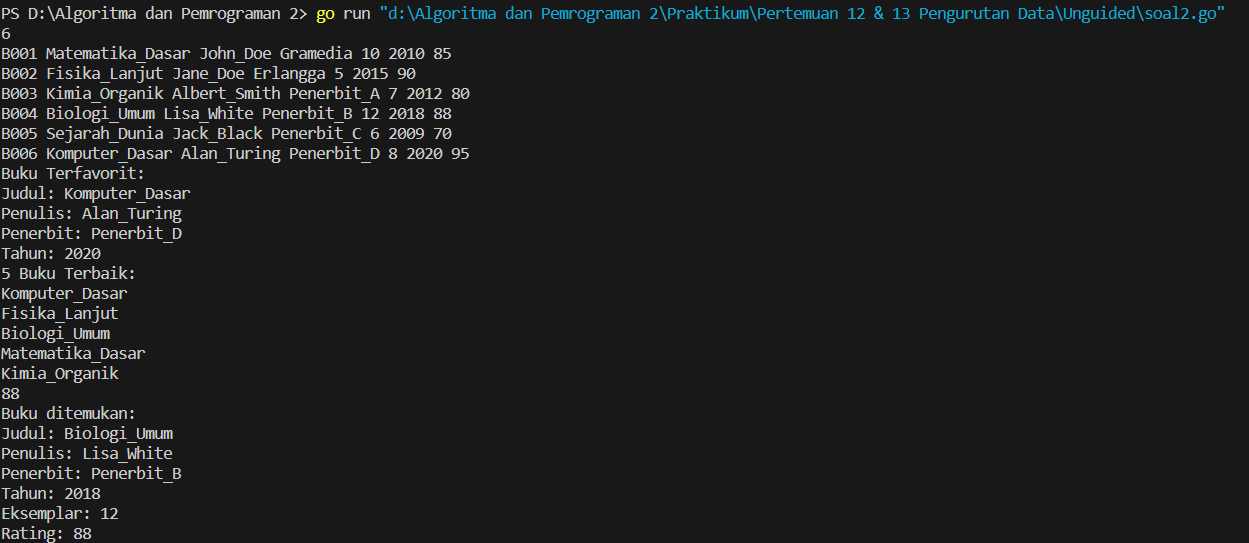 PS D:\Algoritma dan Pemrograman 2> go run "d:\Algoritma dan Pemrograman 2\Praktikum\Pertemuan 12 & 13 Pengurutan Data\Unguided\soal2.go"
6
B001 Matematika_Dasar John_Doe Gramedia 10 2010 85
B002 Fisika_Lanjut Jane_Doe Erlangga 5 2015 90
B003 Kimia_Organik Albert_Smith Penerbit_A 7 2012 80
B004 Biologi_Umum Lisa_White Penerbit_B 12 2018 88
B005 Sejarah_Dunia Jack_Black Penerbit_C 6 2009 70
B006 Komputer_Dasar Alan_Turing Penerbit_D 8 2020 95
Buku Terfavorit:
Judul: Komputer_Dasar
Penulis: Alan_Turing
Penerbit: Penerbit_D
Tahun: 2020
5 Buku Terbaik:
Komputer_Dasar
Fisika_Lanjut
Biologi_Umum
Matematika_Dasar
Kimia_Organik
88
Buku ditemukan:
Judul: Biologi_Umum
Penulis: Lisa_White
Penerbit: Penerbit_B
Tahun: 2018
Eksemplar: 12
Rating: 88